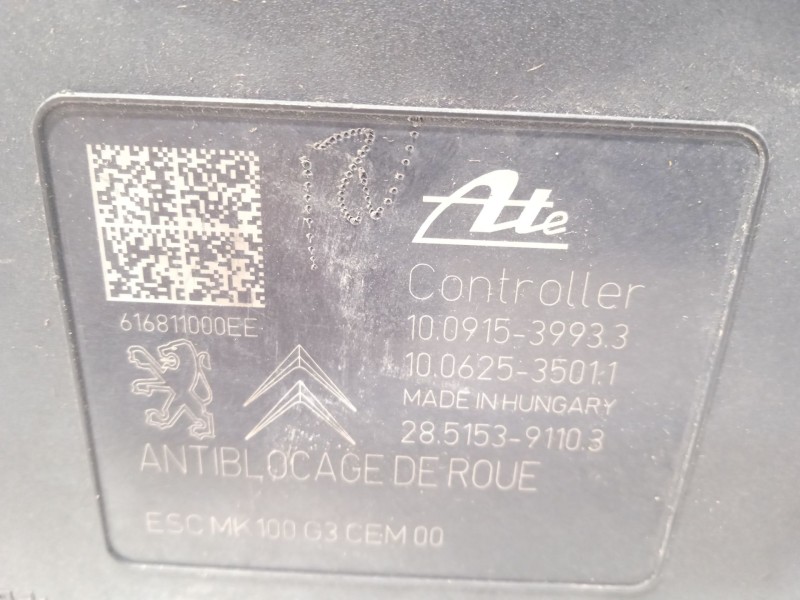 Ate
616811000EE
Controller
10.0915-3993.3
10.0625-3501.1
MADE IN HUNGARY
28.5153-9110.3
ANTIBLOCAGE DE ROUE
ESC MK 100 G3 CEM 00